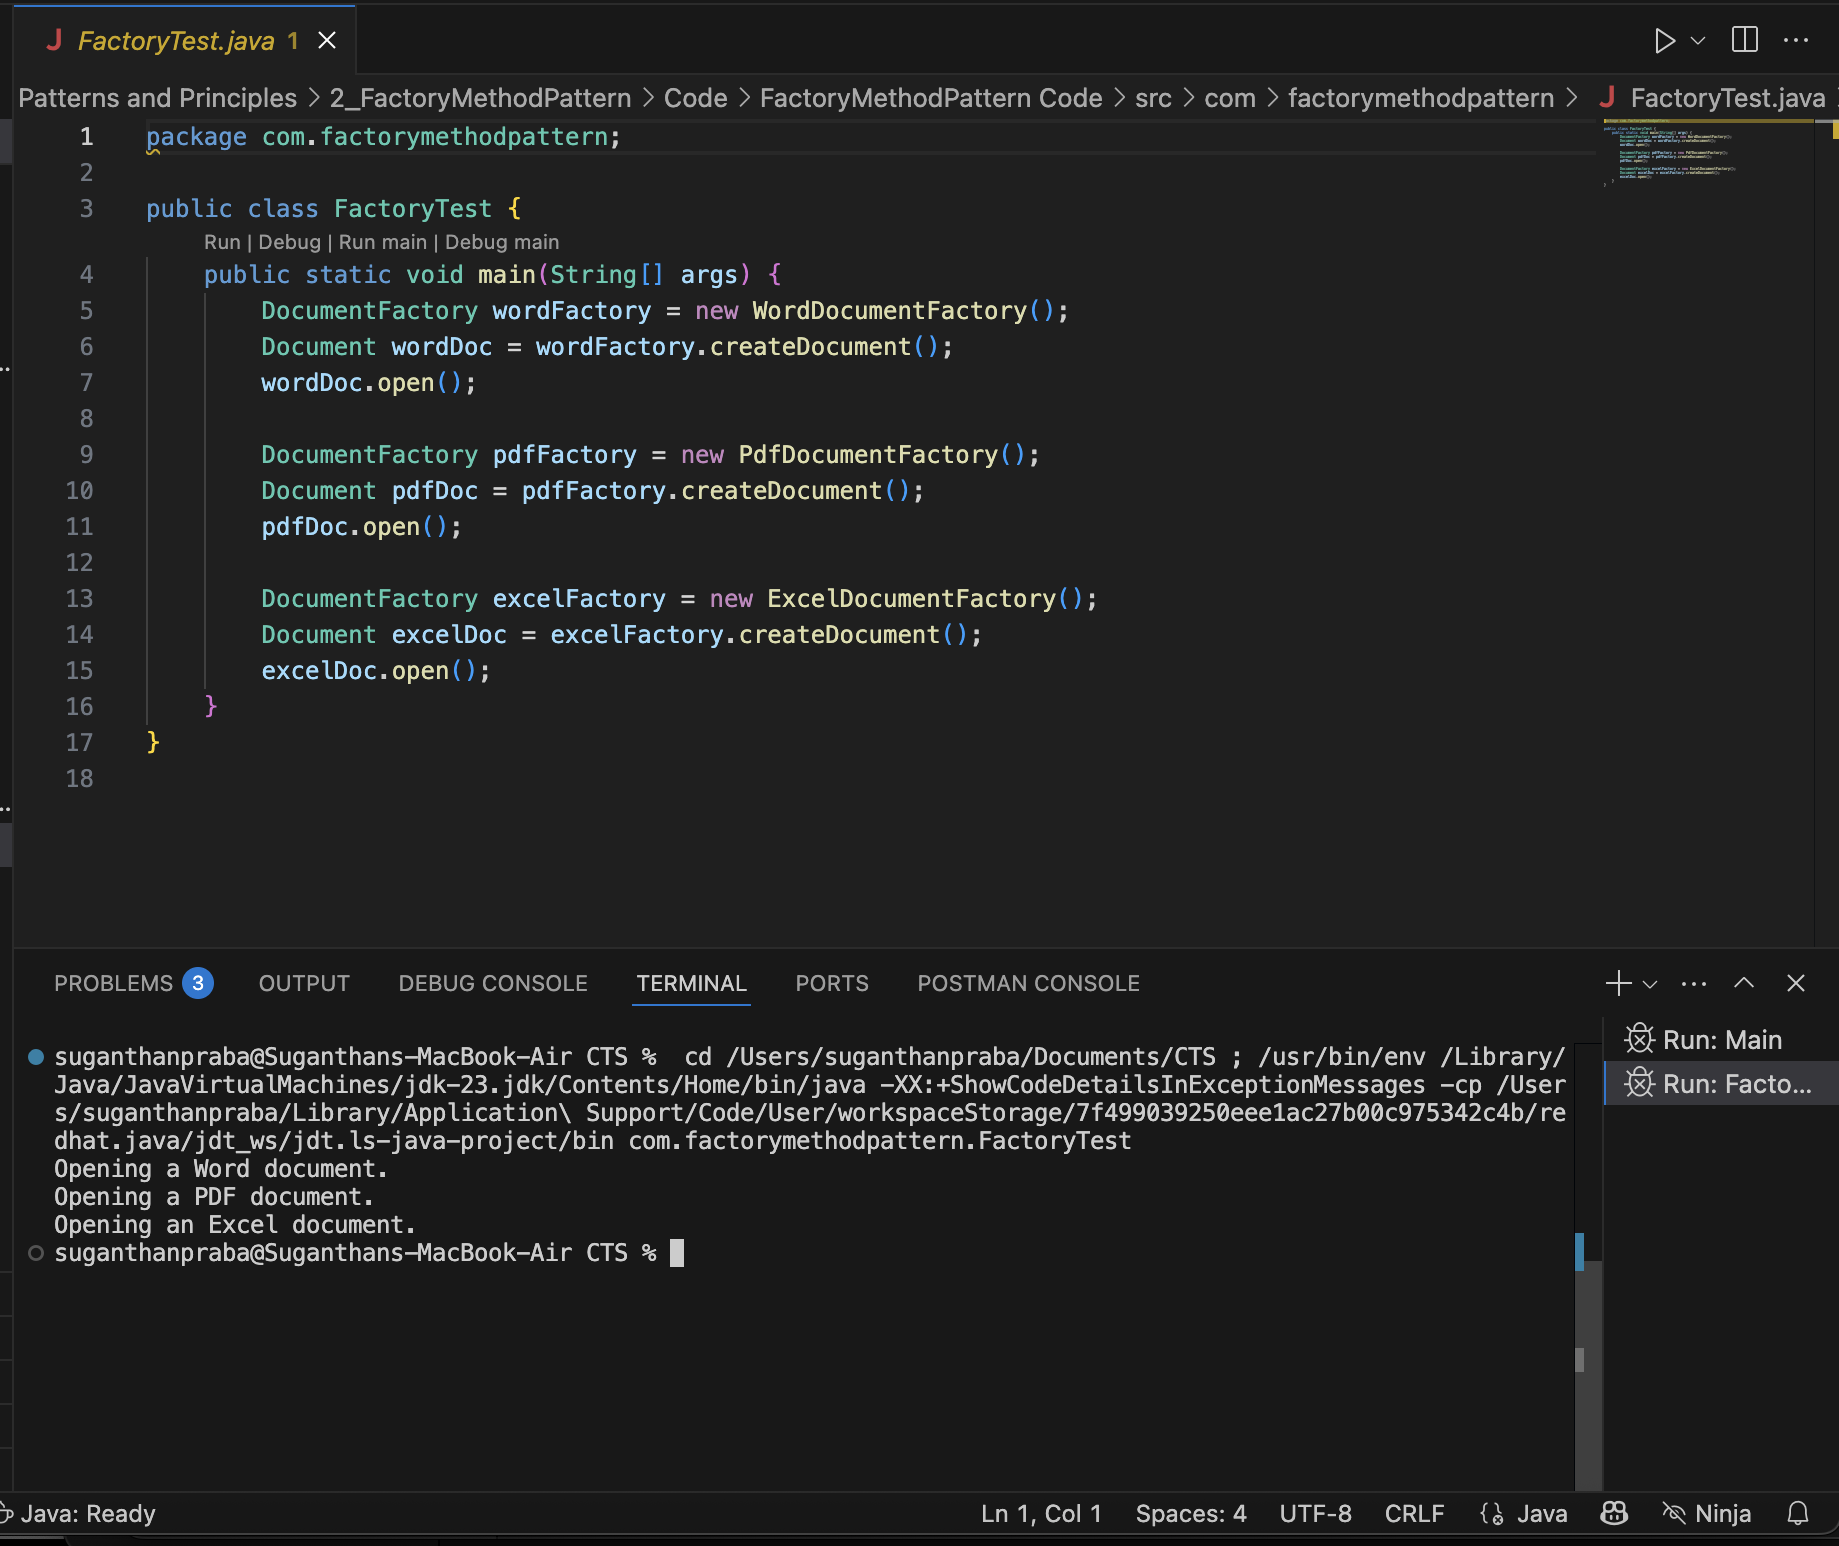 FactoryTest.java 1
Patterns and Principles > 2_FactoryMethodPattern > Code > FactoryMethodPattern Code > src > com > factorymethodpattern > FactoryTest.java
1 package com.factorymethodpattern;
2
3 public class FactoryTest {
Run | Debug | Run main | Debug main
4     public static void main(String[] args) {
5         DocumentFactory wordFactory = new WordDocumentFactory();
6         Document wordDoc = wordFactory.createDocument();
7         wordDoc.open();
8
9         DocumentFactory pdfFactory = new PdfDocumentFactory();
10         Document pdfDoc = pdfFactory.createDocument();
11         pdfDoc.open();
12
13         DocumentFactory excelFactory = new ExcelDocumentFactory();
14         Document excelDoc = excelFactory.createDocument();
15         excelDoc.open();
16     }
17 }
18
PROBLEMS 3 OUTPUT DEBUG CONSOLE TERMINAL PORTS POSTMAN CONSOLE
suganthanpraba@Suganthans-MacBook-Air CTS %  cd /Users/suganthanpraba/Documents/CTS ; /usr/bin/env /Library/
Java/JavaVirtualMachines/jdk-23.jdk/Contents/Home/bin/java -XX:+ShowCodeDetailsInExceptionMessages -cp /User
s/suganthanpraba/Library/Application\ Support/Code/User/workspaceStorage/7f499039250eee1ac27b00c975342c4b/re
dhat.java/jdt_ws/jdt.ls-java-project/bin com.factorymethodpattern.FactoryTest
Opening a Word document.
Opening a PDF document.
Opening an Excel document.
suganthanpraba@Suganthans-MacBook-Air CTS %
Run: Main
Run: Facto...
Java: Ready Ln 1, Col 1 Spaces: 4 UTF-8 CRLF Java Ninja